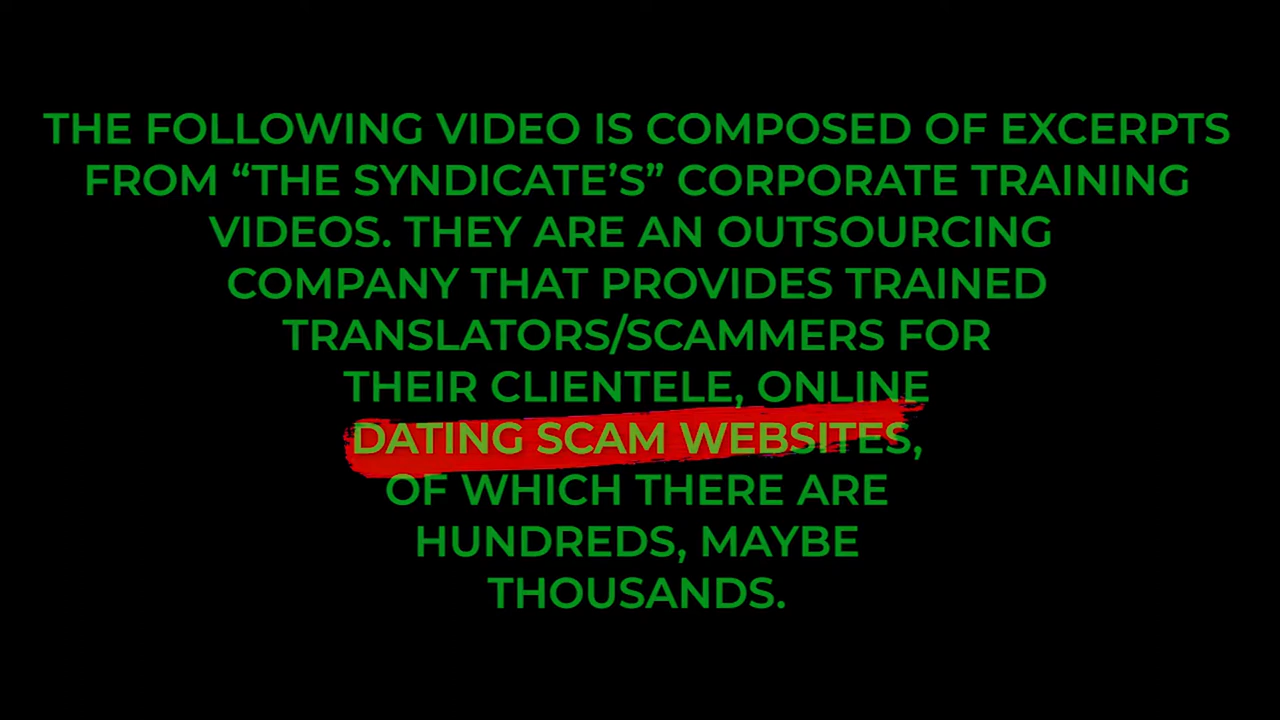 THE FOLLOWING VIDEO IS COMPOSED OF EXCERPTS
FROM “THE SYNDICATE’S” CORPORATE TRAINING
VIDEOS. THEY ARE AN OUTSOURCING
COMPANY THAT PROVIDES TRAINED
TRANSLATORS/SCAMMERS FOR
THEIR CLIENTELE, ONLINE
DATING SCAM WEBSITES,
OF WHICH THERE ARE
HUNDREDS, MAYBE
THOUSANDS.